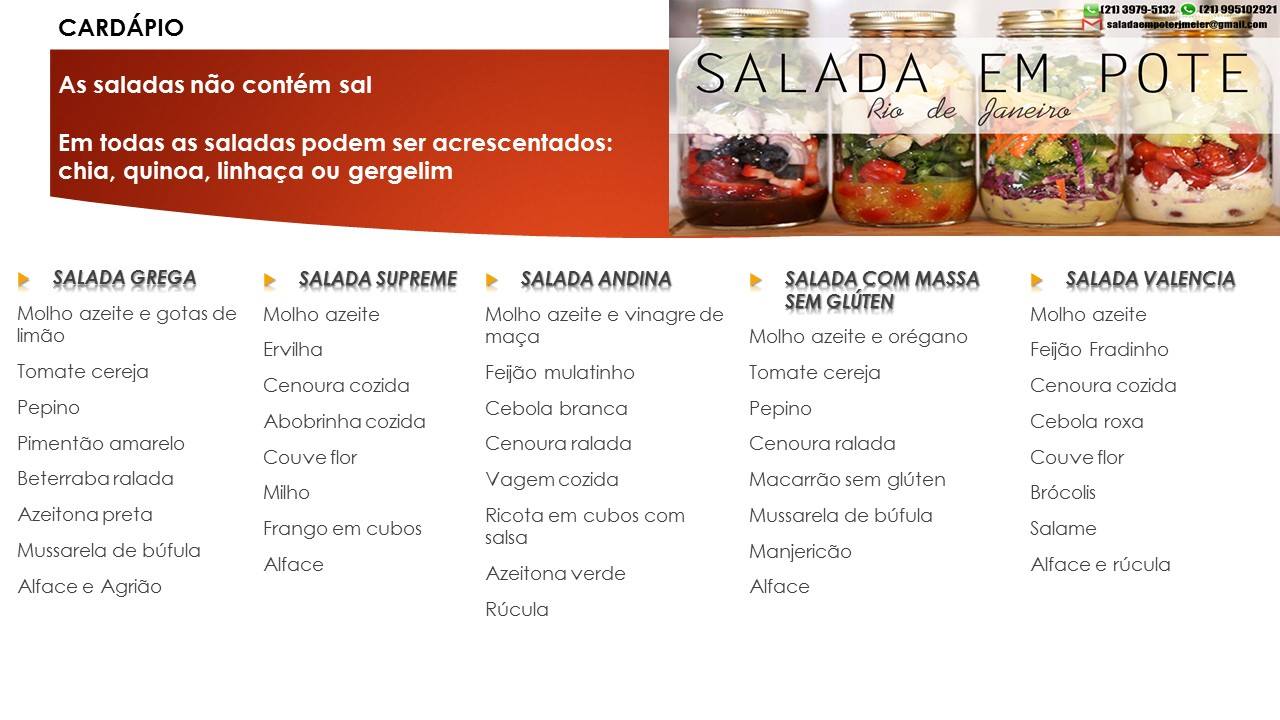 CARDÁPIO
As saladas não contém sal
Em todas as saladas podem ser acrescentados:
chia, quinoa, linhaça ou gergelim
(21) 3979-5132 (21) 995102921
saladaempoterjmeier@gmail.com
SALADA EM POTE
Rio de Janeiro
SALADA GREGA
Molho azeite e gotas de
limão
Tomate cereja
Pepino
Pimentão amarelo
Beterraba ralada
Azeitona preta
Mussarela de búfula
Alface e Agrião
SALADA SUPREME
Molho azeite
Ervilha
Cenoura cozida
Abobrinha cozida
Couve flor
Milho
Frango em cubos
Alface
SALADA ANDINA
Molho azeite e vinagre de
maça
Feijão mulatinho
Cebola branca
Cenoura ralada
Vagem cozida
Ricota em cubos com
salsa
Azeitona verde
Rúcula
SALADA COM MASSA
SEM GLÚTEN
Molho azeite e orégano
Tomate cereja
Pepino
Cenoura ralada
Macarrão sem glúten
Mussarela de búfula
Manjericão
Alface
SALADA VALENCIA
Molho azeite
Feijão Fradinho
Cenoura cozida
Cebola roxa
Couve flor
Brócolis
Salame
Alface e rúcula